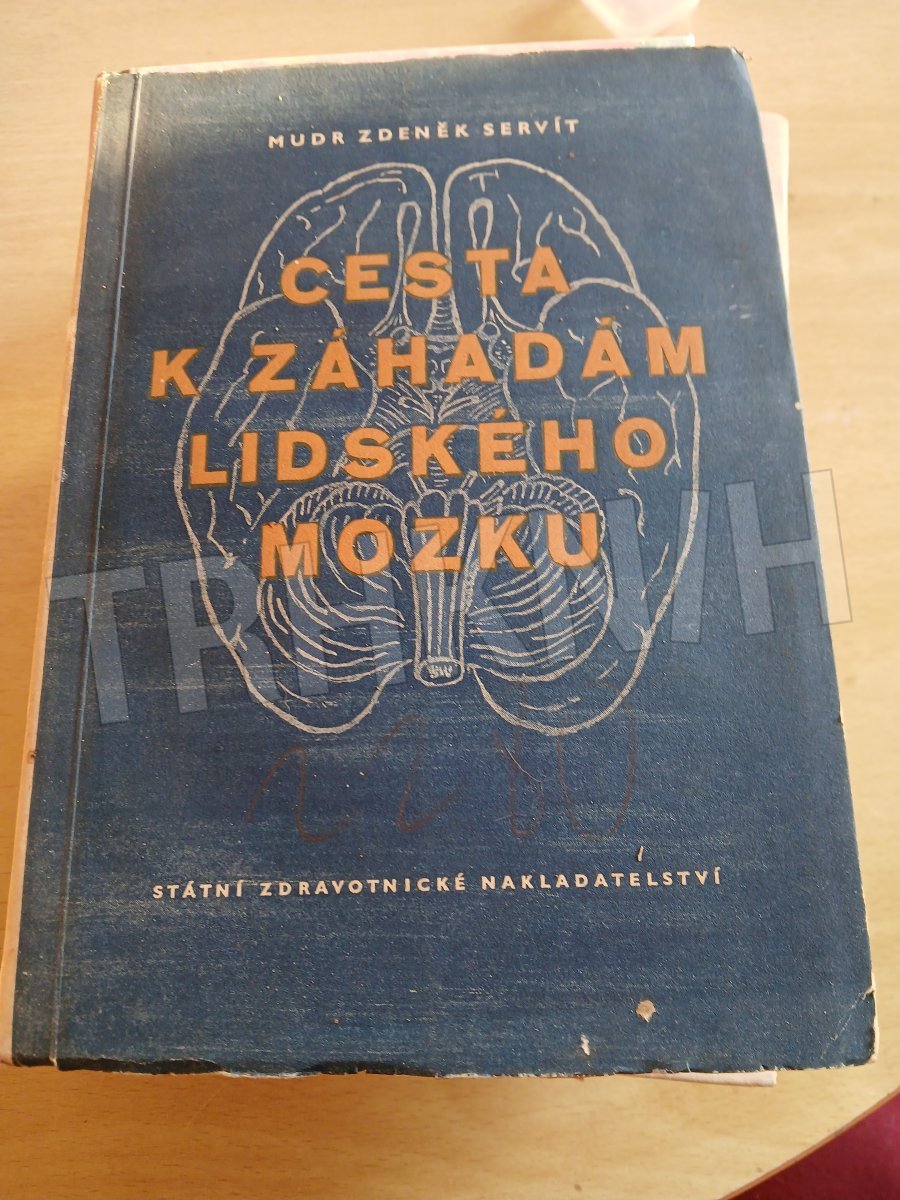 MUDR ZDENĚK SERVÍT
CESTA
K ZÁHADÁM
LIDSKÉHO
MOZKU
STÁTNÍ ZDRAVOTNICKÉ NAKLADATELSTVÍ